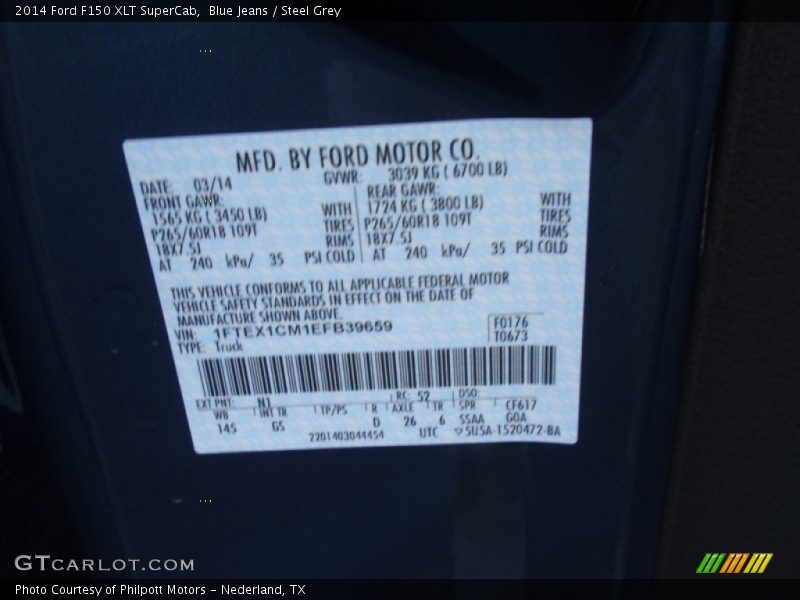 2014 Ford F150 XLT SuperCab, Blue Jeans / Steel Grey
MFD. BY FORD MOTOR CO.
DATE: 03/14 GVWR: 3039 KG ( 6700 LB)
FRONT GAWR: REAR GAWR:
1565 KG ( 3450 LB) WITH 1724 KG ( 3800 LB) WITH
P265/60R18 109T TIRES P265/60R18 109T TIRES
18X7.5J RIMS 18X7.5J RIMS
AT 240 kPa/ 35 PSI COLD AT 240 kPa/ 35 PSI COLD
THIS VEHICLE CONFORMS TO ALL APPLICABLE FEDERAL MOTOR
VEHICLE SAFETY STANDARDS IN EFFECT ON THE DATE OF
MANUFACTURE SHOWN ABOVE.
VIN: 1FTEX1CM1EFB39659 F0176
TYPE: Truck T0673
EXT PNT: N1 RC: 52 DSO:
WB INT TR TP/PS R AXLE TR SPR CF617
145 GS D 26 6 SSAA GOA
2201403044454 UTC ▽5USA-1520472-BA
GTCARLOT.COM
Photo Courtesy of Philpott Motors - Nederland, TX